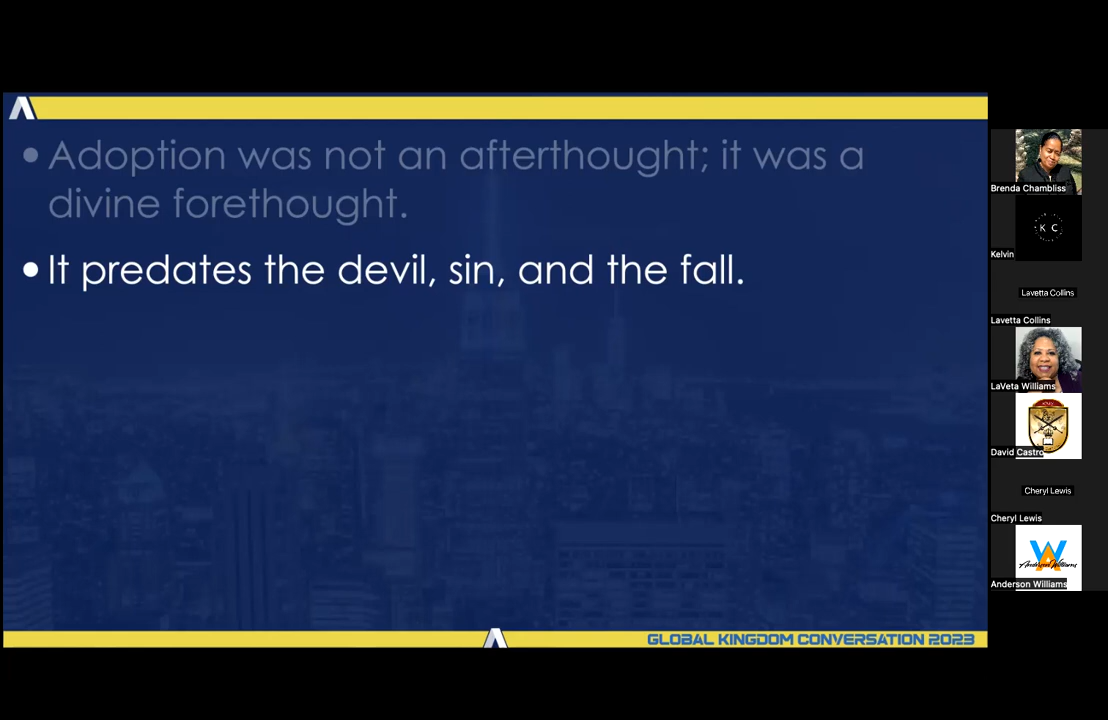 • Adoption was not an afterthought; it was a
divine forethought.
• It predates the devil, sin, and the fall.
GLOBAL KINGDOM CONVERSATION 2023
Brenda Chambliss
K C
Kelvin
Lavetta Collins
Lavetta Collins
LaVeta Williams
David Castro
Cheryl Lewis
Cheryl Lewis
Anderson Williams
Anderson Williams